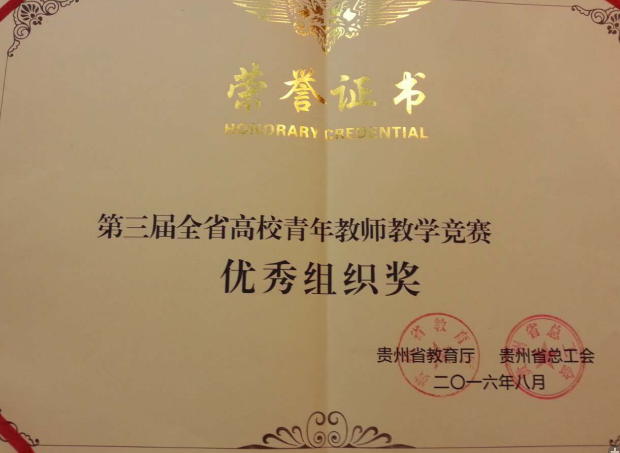 荣誉证书
HONORARY CREDENTIAL
第三届全省高校青年教师教学竞赛
优秀组织奖
贵州省教育厅 贵州省总工会
二〇一六年八月